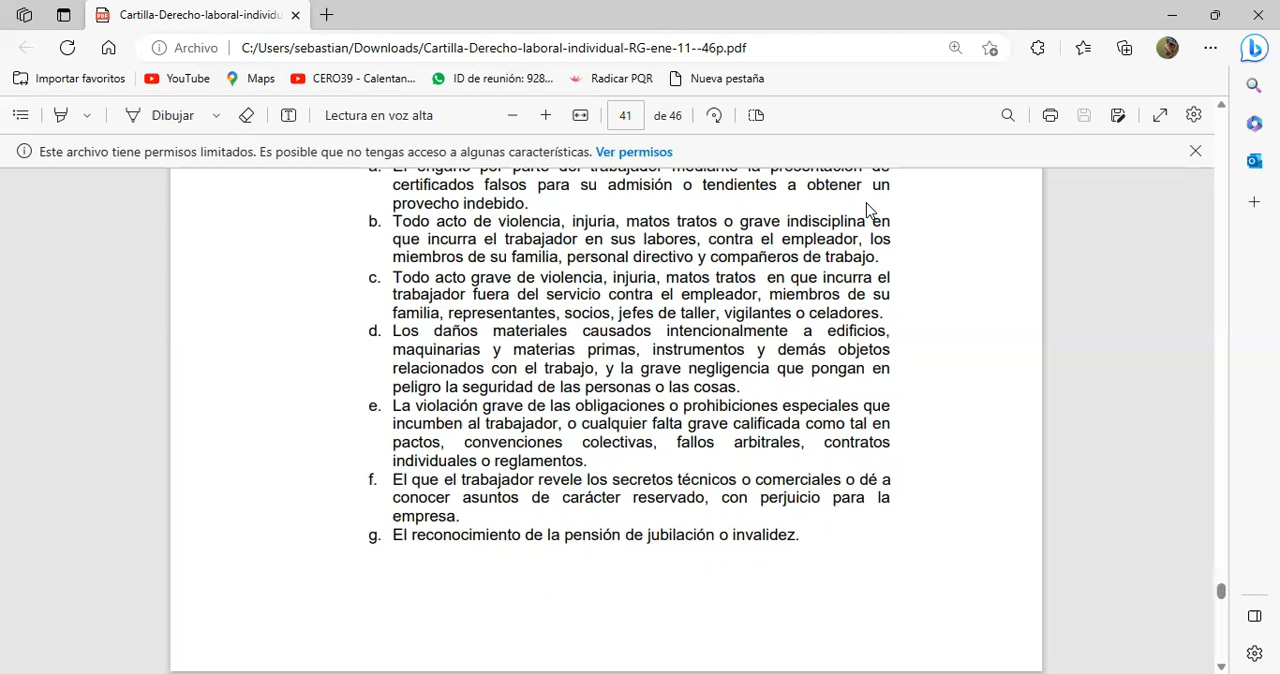 Cartilla-Derecho-laboral-individu
Archivo
C:/Users/sebastian/Downloads/Cartilla-Derecho-laboral-individual-RG-ene-11--46p.pdf
Importar favoritos
YouTube
Maps
CERO39 - Calentan...
ID de reunión: 928...
Radicar PQR
Nueva pestaña
Dibujar
Lectura en voz alta
41
de 46
Este archivo tiene permisos limitados. Es posible que no tengas acceso a algunas características. Ver permisos
a. El engaño por parte del trabajador mediante la presentación de
certificados falsos para su admisión o tendientes a obtener un
provecho indebido.
b. Todo acto de violencia, injuria, matos tratos o grave indisciplina en
que incurra el trabajador en sus labores, contra el empleador, los
miembros de su familia, personal directivo y compañeros de trabajo.
c. Todo acto grave de violencia, injuria, matos tratos en que incurra el
trabajador fuera del servicio contra el empleador, miembros de su
familia, representantes, socios, jefes de taller, vigilantes o celadores.
d. Los daños materiales causados intencionalmente a edificios,
maquinarias y materias primas, instrumentos y demás objetos
relacionados con el trabajo, y la grave negligencia que pongan en
peligro la seguridad de las personas o las cosas.
e. La violación grave de las obligaciones o prohibiciones especiales que
incumben al trabajador, o cualquier falta grave calificada como tal en
pactos, convenciones colectivas, fallos arbitrales, contratos
individuales o reglamentos.
f. El que el trabajador revele los secretos técnicos o comerciales o dé a
conocer asuntos de carácter reservado, con perjuicio para la
empresa.
g. El reconocimiento de la pensión de jubilación o invalidez.